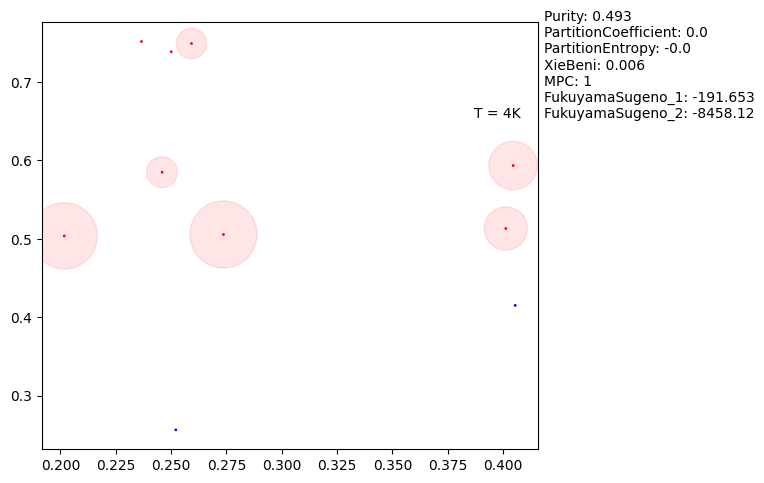 Purity: 0.493
PartitionCoefficient: 0.0
PartitionEntropy: -0.0
XieBeni: 0.006
MPC: 1
FukuyamaSugeno_1: -191.653
FukuyamaSugeno_2: -8458.12
T = 4K
0.7
0.6
0.5
0.4
0.3
0.200 0.225 0.250 0.275 0.300 0.325 0.350 0.375 0.400